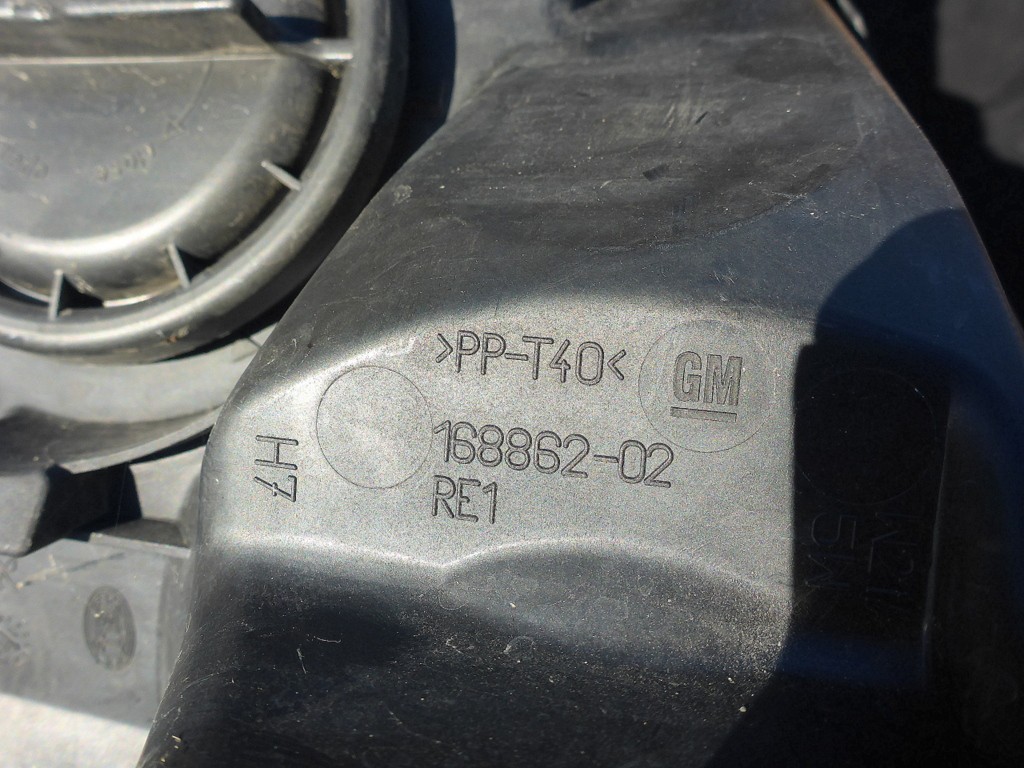 >PP-T40<
GM
168862-02
RE1
H7